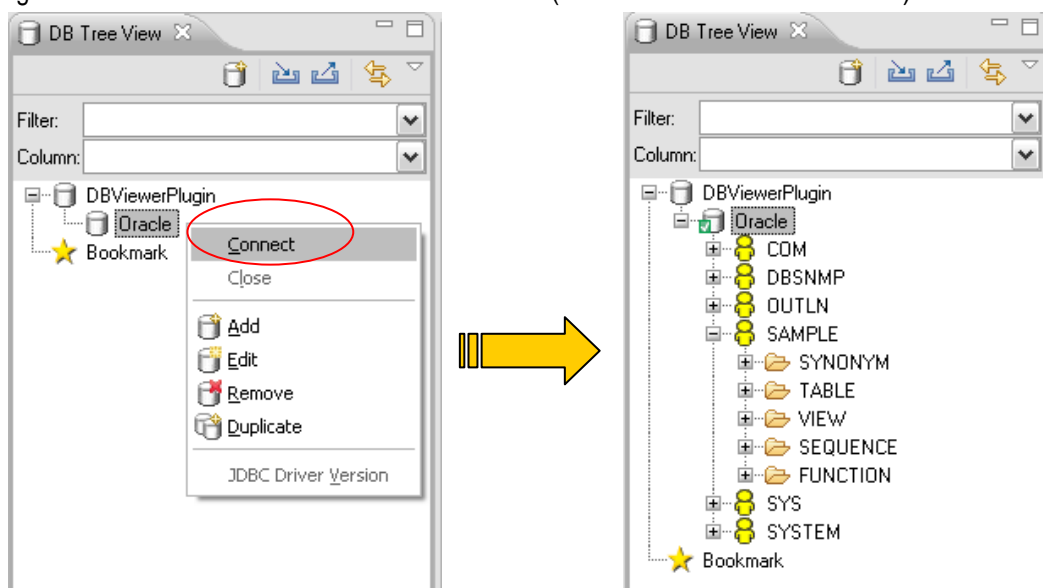 DB Tree View
Filter:
Column:
DBViewerPlugin
Oracle
Bookmark
Connect
Close
Add
Edit
Remove
Duplicate
JDBC Driver Version
DB Tree View
Filter:
Column:
DBViewerPlugin
Oracle
COM
DBSNMP
OUTLN
SAMPLE
SYNONYM
TABLE
VIEW
SEQUENCE
FUNCTION
SYS
SYSTEM
Bookmark